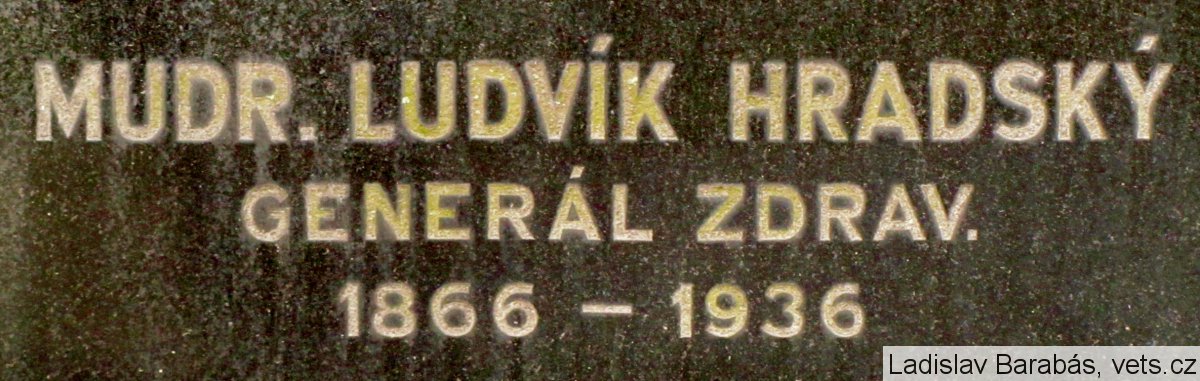 MUDR. LUDVÍK HRADSKÝ
GENERÁL ZDRAV.
1866 – 1936
Ladislav Barabás, vets.cz